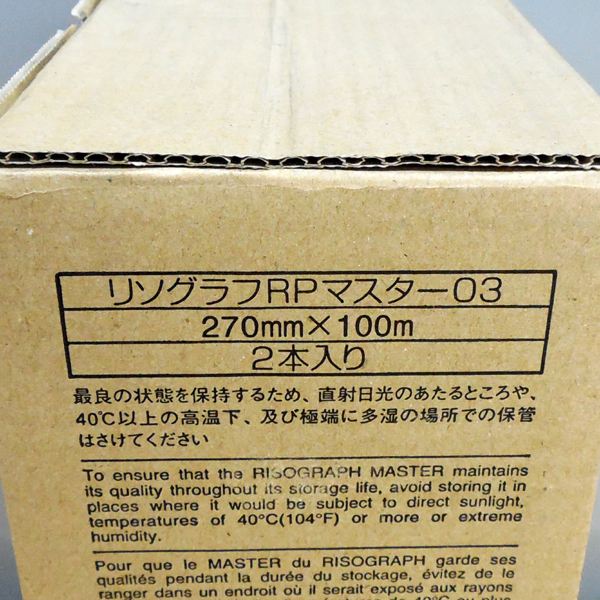 リソグラフRPマスター03
270mm×100m
2本入り
最良の状態を保持するため、直射日光のあたるところや、
40℃以上の高温下、及び極端に多湿の場所での保管
はさけてください
To ensure that the RISOGRAPH MASTER maintains
its quality throughout its storage life, avoid storing it in
places where it would be subject to direct sunlight,
temperatures of 40°C(104°F) or more or extreme
humidity.
Pour que le MASTER du RISOGRAPH garde ses
qualités pendant la durée du stockage, évitez de le
ranger dans un endroit où il serait exposé aux rayons